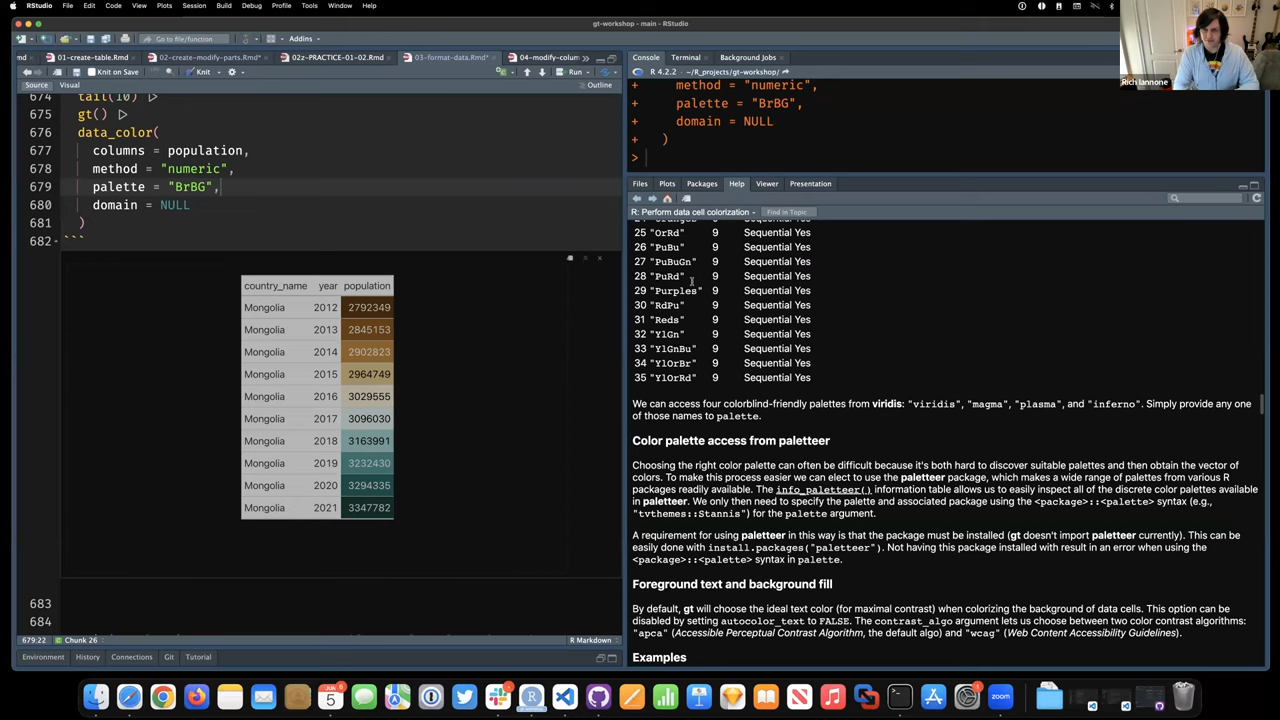 RStudio File Edit Code View Plots Session Build Debug Profile Tools Window Help
gt-workshop - main - RStudio
Go to file/function Addins
md 01-create-table.Rmd 02-create-modify-parts.Rmd* 02z-PRACTICE-01-02.Rmd 03-format-data.Rmd* 04-modify-colum
Knit on Save Knit Run
Source Visual Outline
674 tail(10) |>
675 gt() |>
676 data_color(
677 columns = population,
678 method = "numeric",
679 palette = "BrBG",
680 domain = NULL
681 )
682 ```
country_name year population
Mongolia 2012 2792349
Mongolia 2013 2845153
Mongolia 2014 2902823
Mongolia 2015 2964749
Mongolia 2016 3029555
Mongolia 2017 3096030
Mongolia 2018 3163991
Mongolia 2019 3232430
Mongolia 2020 3294335
Mongolia 2021 3347782
683
684
679:22 Chunk 26 R Markdown
Environment History Connections Git Tutorial
Console Terminal Background Jobs
R 4.2.2 · ~/R_projects/gt-workshop/
+ method = "numeric",
+ palette = "BrBG",
+ domain = NULL
+ )
>
Rich Iannone
Files Plots Packages Help Viewer Presentation
R: Perform data cell colorization Find in Topic
25 "OrRd" 9 Sequential Yes
26 "PuBu" 9 Sequential Yes
27 "PuBuGn" 9 Sequential Yes
28 "PuRd" 9 Sequential Yes
29 "Purples" 9 Sequential Yes
30 "RdPu" 9 Sequential Yes
31 "Reds" 9 Sequential Yes
32 "YlGn" 9 Sequential Yes
33 "YlGnBu" 9 Sequential Yes
34 "YlOrBr" 9 Sequential Yes
35 "YlOrRd" 9 Sequential Yes
We can access four colorblind-friendly palettes from viridis: "viridis", "magma", "plasma", and "inferno". Simply provide any one
of those names to palette.
Color palette access from paletteer
Choosing the right color palette can often be difficult because it's both hard to discover suitable palettes and then obtain the vector of
colors. To make this process easier we can elect to use the paletteer package, which makes a wide range of palettes from various R
packages readily available. The info_paletteer() information table allows us to easily inspect all of the discrete color palettes available
in paletteer. We only then need to specify the palette and associated package using the <package>::<palette> syntax (e.g.,
"tvthemes::Stannis") for the palette argument.
A requirement for using paletteer in this way is that the package must be installed (gt doesn't import paletteer currently). This can be
easily done with install.packages("paletteer"). Not having this package installed with result in an error when using the
<package>::<palette> syntax in palette.
Foreground text and background fill
By default, gt will choose the ideal text color (for maximal contrast) when colorizing the background of data cells. This option can be
disabled by setting autocolor_text to FALSE. The contrast_algo argument lets us choose between two color contrast algorithms:
"apca" (Accessible Perceptual Contrast Algorithm, the default algo) and "wcag" (Web Content Accessibility Guidelines).
Examples
JUN
5
zoom